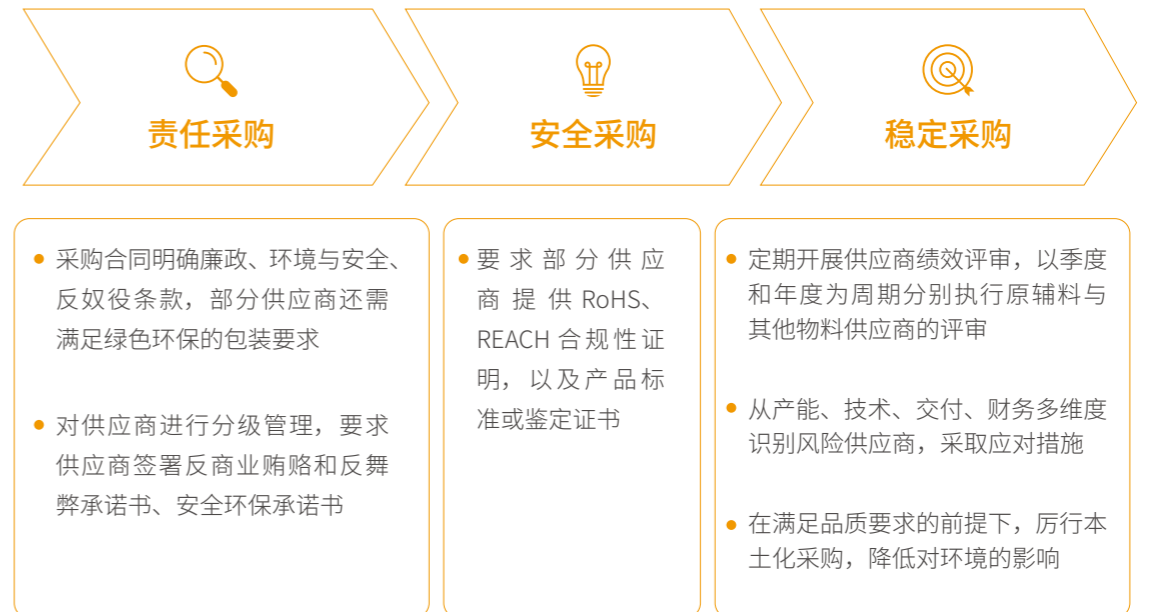 责任采购
安全采购
稳定采购
采购合同明确廉政、环境与安全、
反奴役条款，部分供应商还需
满足绿色环保的包装要求
对供应商进行分级管理，要求
供应商签署反商业贿赂和反舞
弊承诺书、安全环保承诺书
要求部分供应
商提供RoHS、
REACH 合规性证
明，以及产品标
准或鉴定证书
定期开展供应商绩效评审，以季度
和年度为周期分别执行原辅料与
其他物料供应商的评审
从产能、技术、交付、财务多维度
识别风险供应商，采取应对措施
在满足品质要求的前提下，厉行本
土化采购，降低对环境的影响